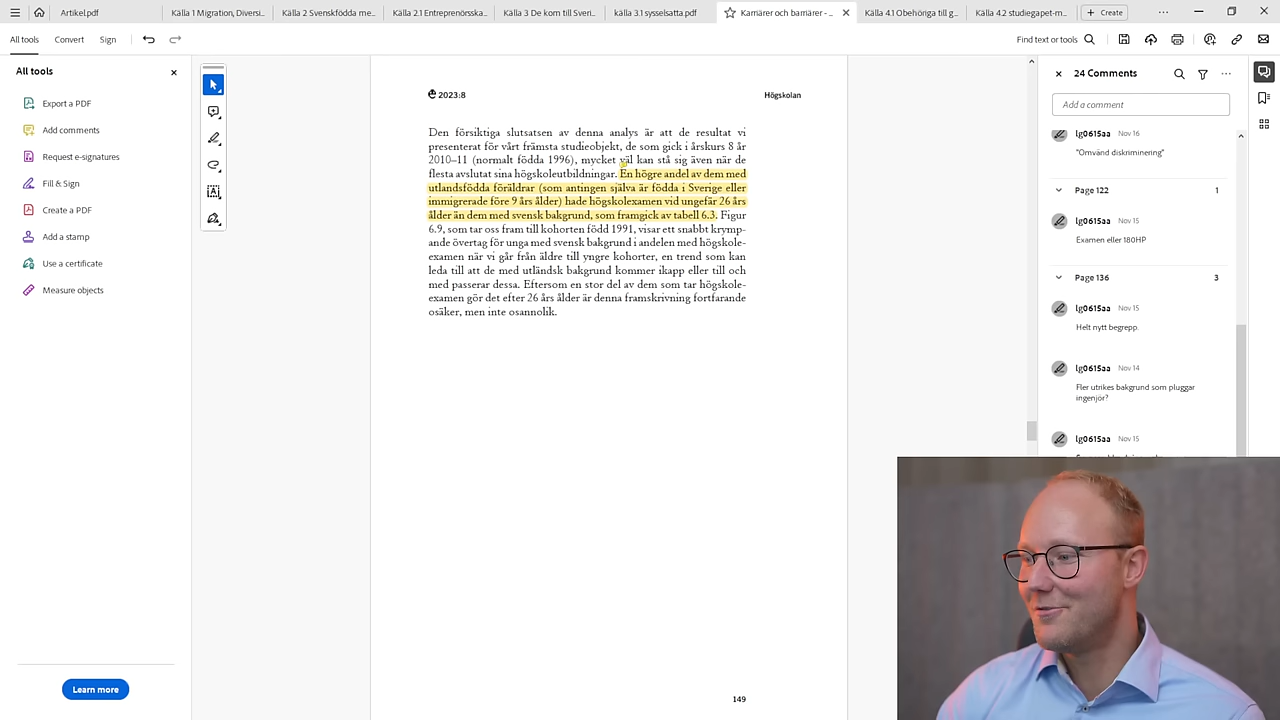 Artikel.pdf
Källa 1 Migration, Diversi...
Källa 2 Svenskfödda me...
Källa 2.1 Entreprenörsska...
Källa 3 De kom till Sveri...
källa 3.1 sysselsatta.pdf
Karriärer och barriärer - ...
Källa 4.1 Obehöriga till g...
Källa 4.2 studiegapet-m...
Create
All tools
Convert
Sign
Find text or tools
All tools
Export a PDF
Add comments
Request e-signatures
Fill & Sign
Create a PDF
Add a stamp
Use a certificate
Measure objects
Learn more
2023:8
Högskolan
Den försiktiga slutsatsen av denna analys är att de resultat vi
presenterat för vårt främsta studieobjekt, de som gick i årskurs 8 år
2010–11 (normalt födda 1996), mycket väl kan stå sig även när de
flesta avslutat sina högskoleutbildningar. En högre andel av dem med
utlandsfödda föräldrar (som antingen själva är födda i Sverige eller
immigrerade före 9 års ålder) hade högskolexamen vid ungefär 26 års
ålder än dem med svensk bakgrund, som framgick av tabell 6.3. Figur
6.9, som tar oss fram till kohorten född 1991, visar ett snabbt krymp-
ande övertag för unga med svensk bakgrund i andelen med högskole-
examen när vi går från äldre till yngre kohorter, en trend som kan
leda till att de med utländsk bakgrund kommer ikapp eller till och
med passerar dessa. Eftersom en stor del av dem som tar högskole-
examen gör det efter 26 års ålder är denna framskrivning fortfarande
osäker, men inte osannolik.
149
24 Comments
Add a comment
lg0615aa Nov 16
"Omvänd diskriminering"
Page 122 1
lg0615aa Nov 15
Examen eller 180HP
Page 136 3
lg0615aa Nov 15
Helt nytt begrepp.
lg0615aa Nov 14
Fler utrikes bakgrund som pluggar
ingenjör?
lg0615aa Nov 15